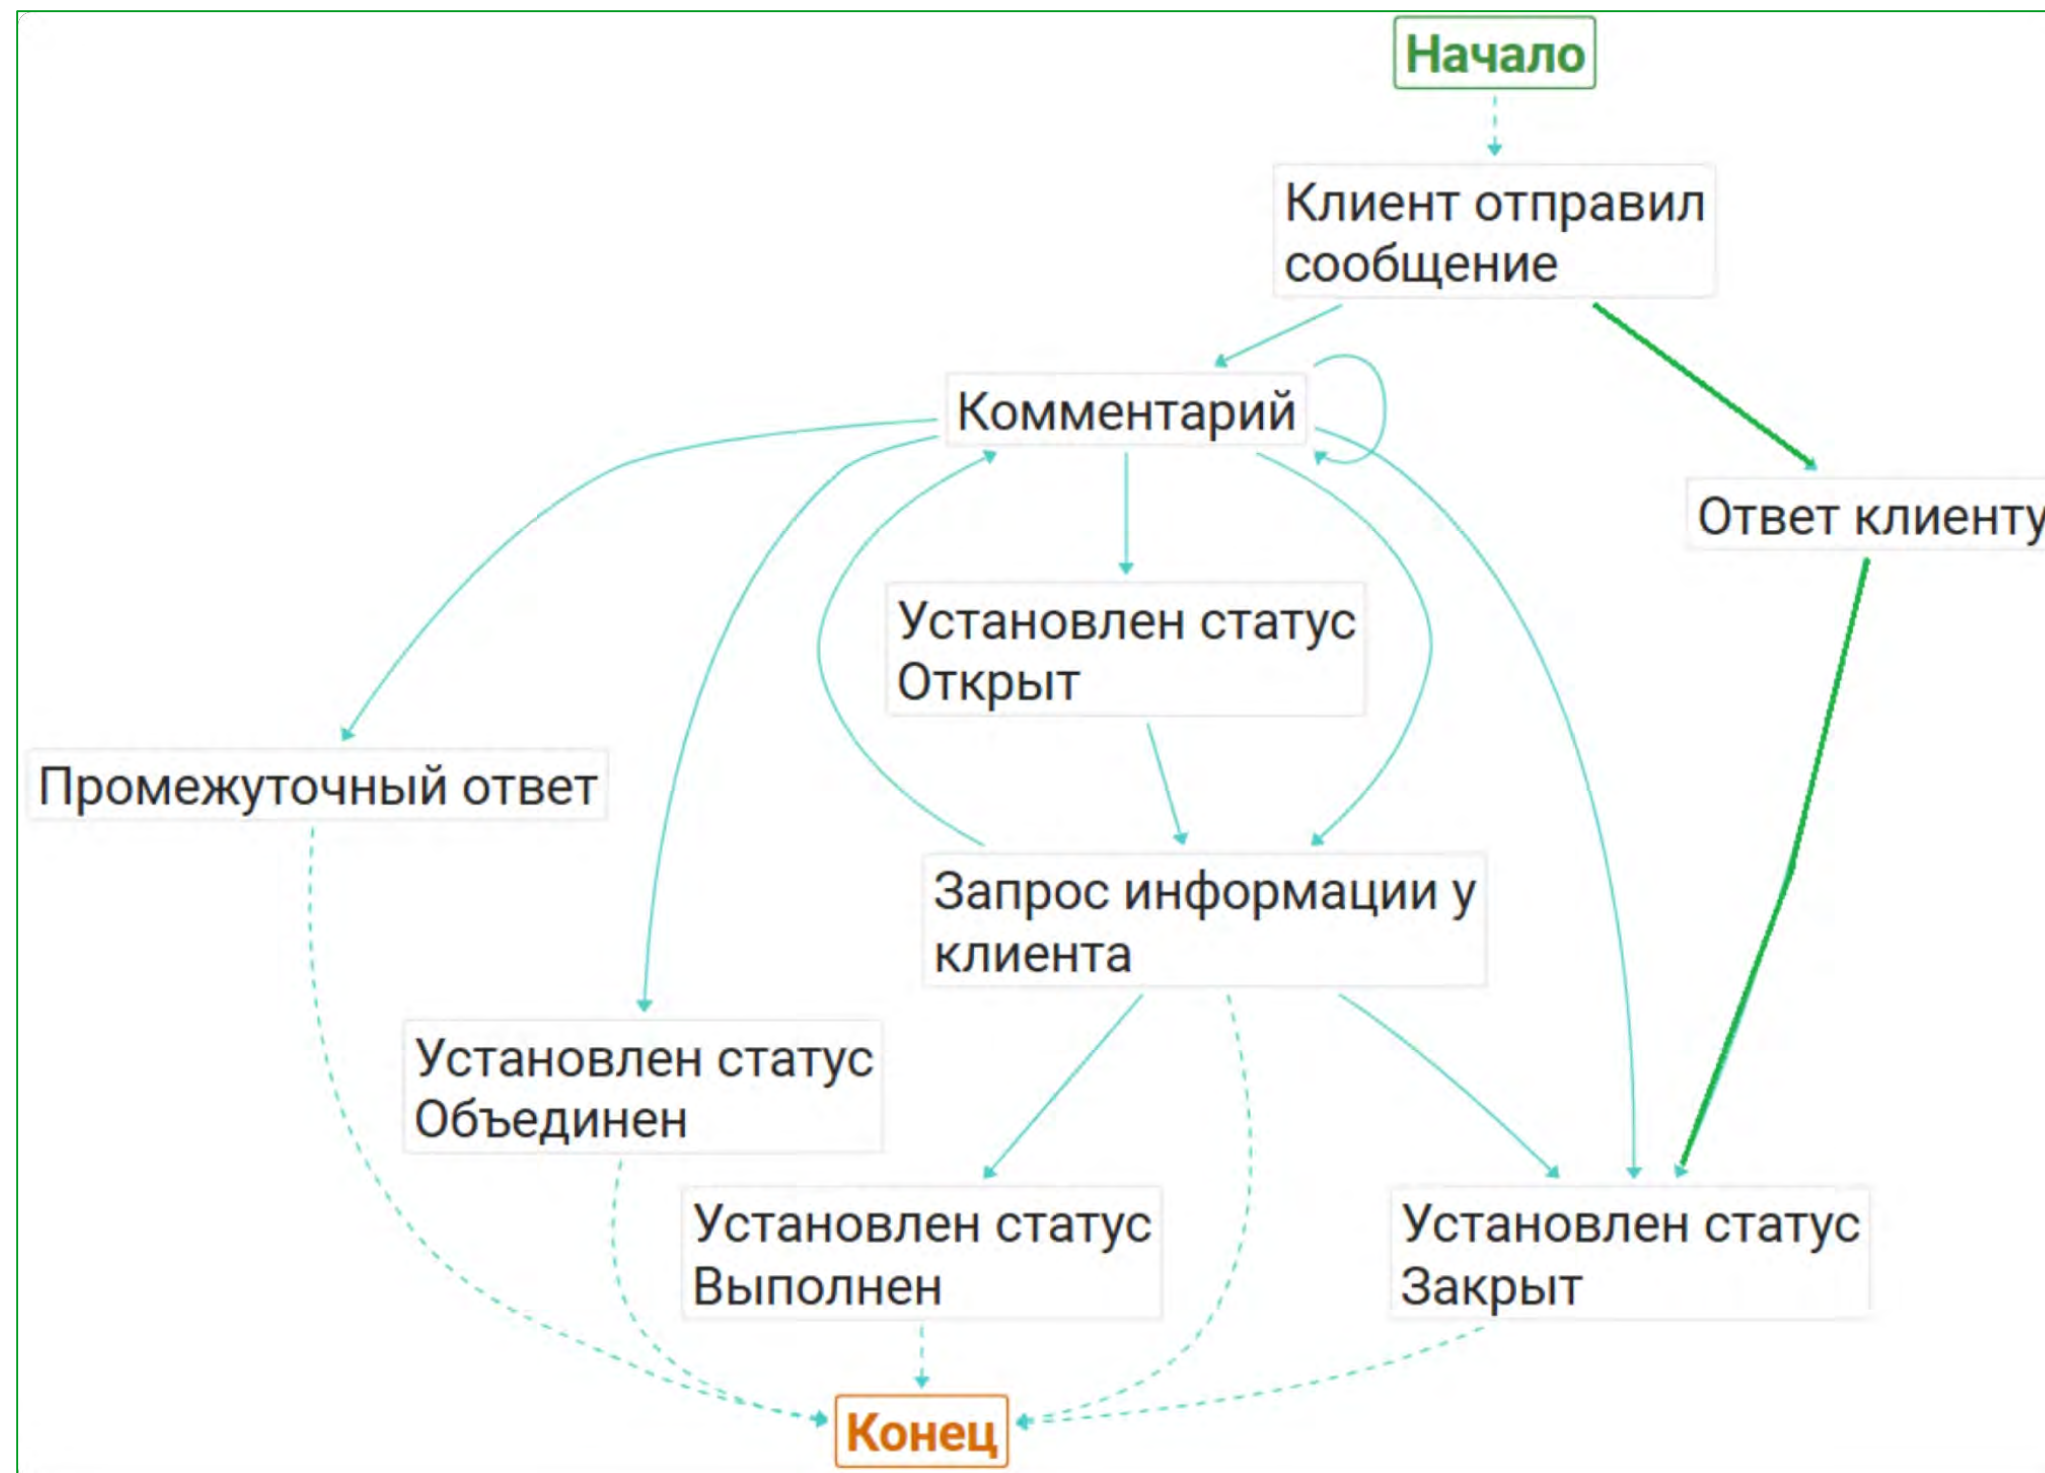 Начало
Клиент отправил
сообщение
Комментарий
Ответ клиенту
Установлен статус
Открыт
Промежуточный ответ
Запрос информации у
клиента
Установлен статус
Объединен
Установлен статус
Выполнен
Установлен статус
Закрыт
Конец